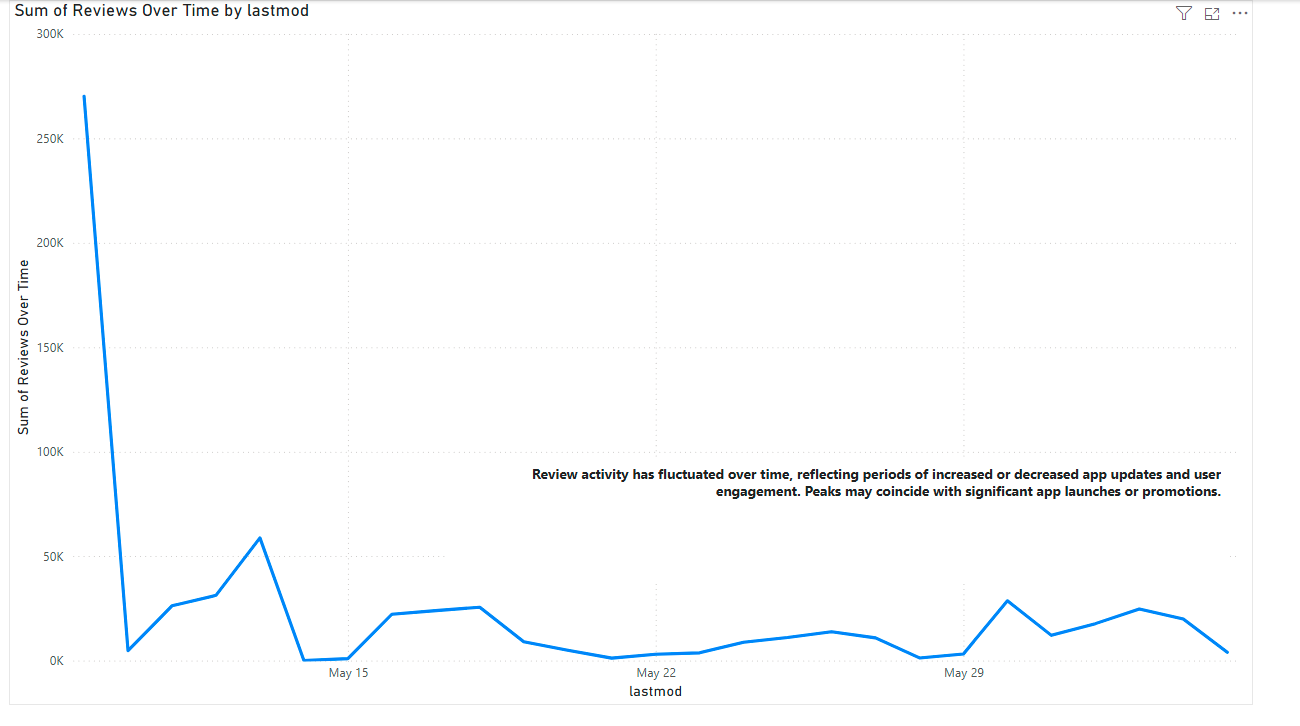 Sum of Reviews Over Time by lastmod
300K
250K
200K
150K
100K
50K
0K
Sum of Reviews Over Time
Review activity has fluctuated over time, reflecting periods of increased or decreased app updates and user
engagement. Peaks may coincide with significant app launches or promotions.
May 15
May 22
May 29
lastmod